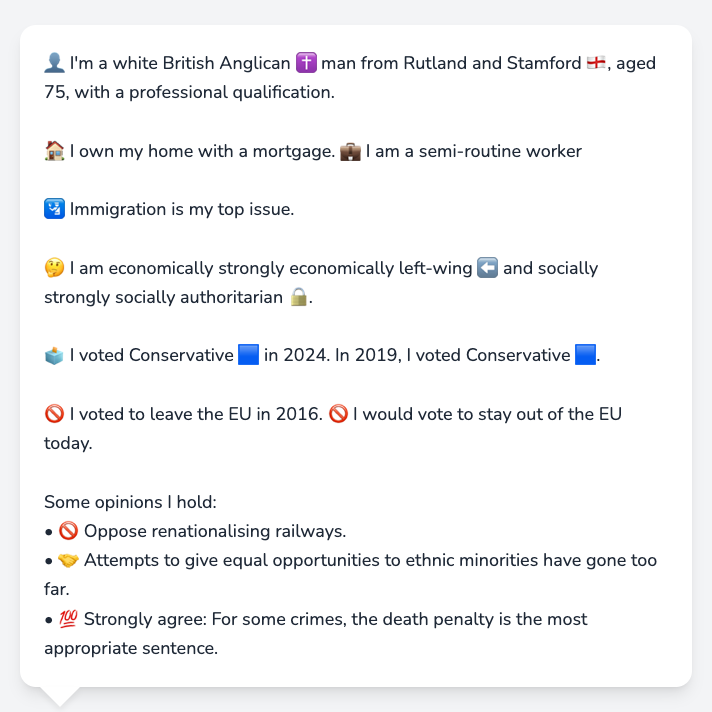 👤 I'm a white British Anglican ✝️ man from Rutland and Stamford 🏴󠁧󠁢󠁥󠁮󠁧󠁿, aged
75, with a professional qualification.
🏠 I own my home with a mortgage. 💼 I am a semi-routine worker
🛂 Immigration is my top issue.
🤔 I am economically strongly economically left-wing ⬅️ and socially
strongly socially authoritarian 🔒.
🗳️ I voted Conservative 🟦 in 2024. In 2019, I voted Conservative 🟦.
🚫 I voted to leave the EU in 2016. 🚫 I would vote to stay out of the EU
today.
Some opinions I hold:
• 🚫 Oppose renationalising railways.
• 🤝 Attempts to give equal opportunities to ethnic minorities have gone too
far.
• 💯 Strongly agree: For some crimes, the death penalty is the most
appropriate sentence.